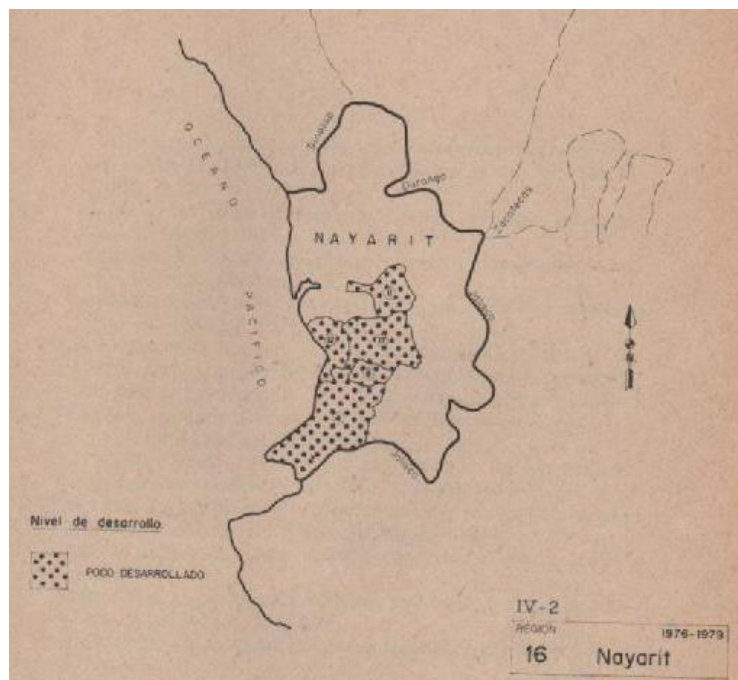 OCEANO
PACIFICO
Sinaloa
Durango
Zacatecas
NAYARIT
Jalisco
Jalisco
Nivel de desarrollo.
POCO DESARROLLADO
IV-2
REGION
16
1976-1979
Nayarit